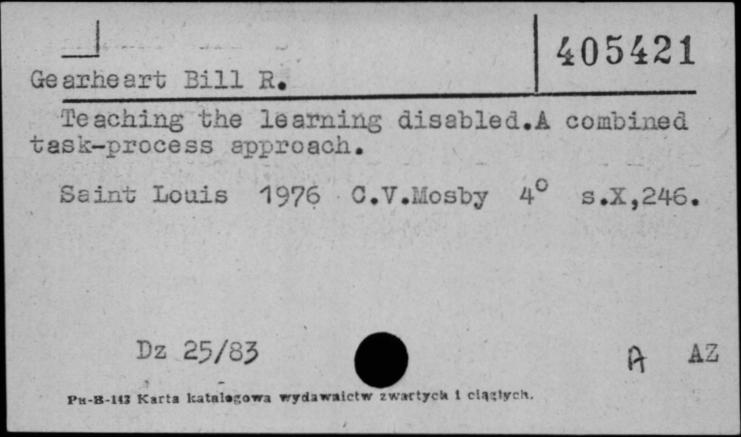 405421
Gearheart Bill R.
Teaching the learning disabled.A combined
task-process approach.
Saint Louis 1976 C.V.Mosby 4° s.X,246.
Dz 25/83
A AZ
Pu-B-143 Karta katalogowa wydawnictw zwartych i ciągłych.